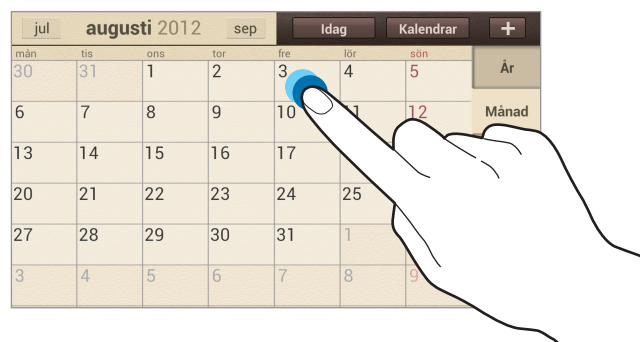 jul augusti 2012 sep Idag Kalendrar +
mån tis ons tor fre lör sön
30 31 1 2 3 4 5
År
6 7 8 9 10 11 12
Månad
13 14 15 16 17
20 21 22 23 24 25
27 28 29 30 31 1
3 4 5 6 7 8 9